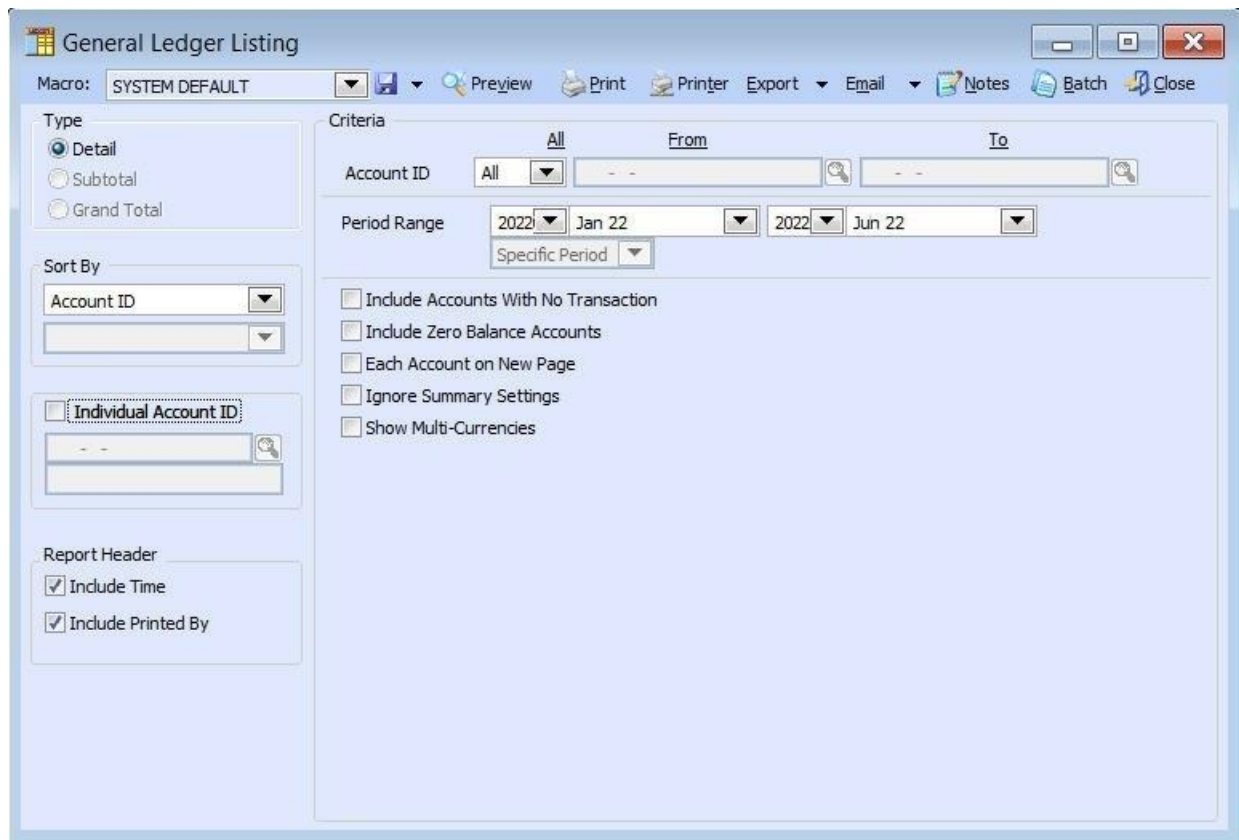 General Ledger Listing
Macro: SYSTEM DEFAULT Preview Print Printer Export Email Notes Batch Close
Type
Detail
Subtotal
Grand Total
Sort By
Account ID
Individual Account ID
- -
Report Header
Include Time
Include Printed By
Criteria
All From To
Account ID All - - - -
Period Range 2022 Jan 22 2022 Jun 22
Specific Period
Include Accounts With No Transaction
Include Zero Balance Accounts
Each Account on New Page
Ignore Summary Settings
Show Multi-Currencies